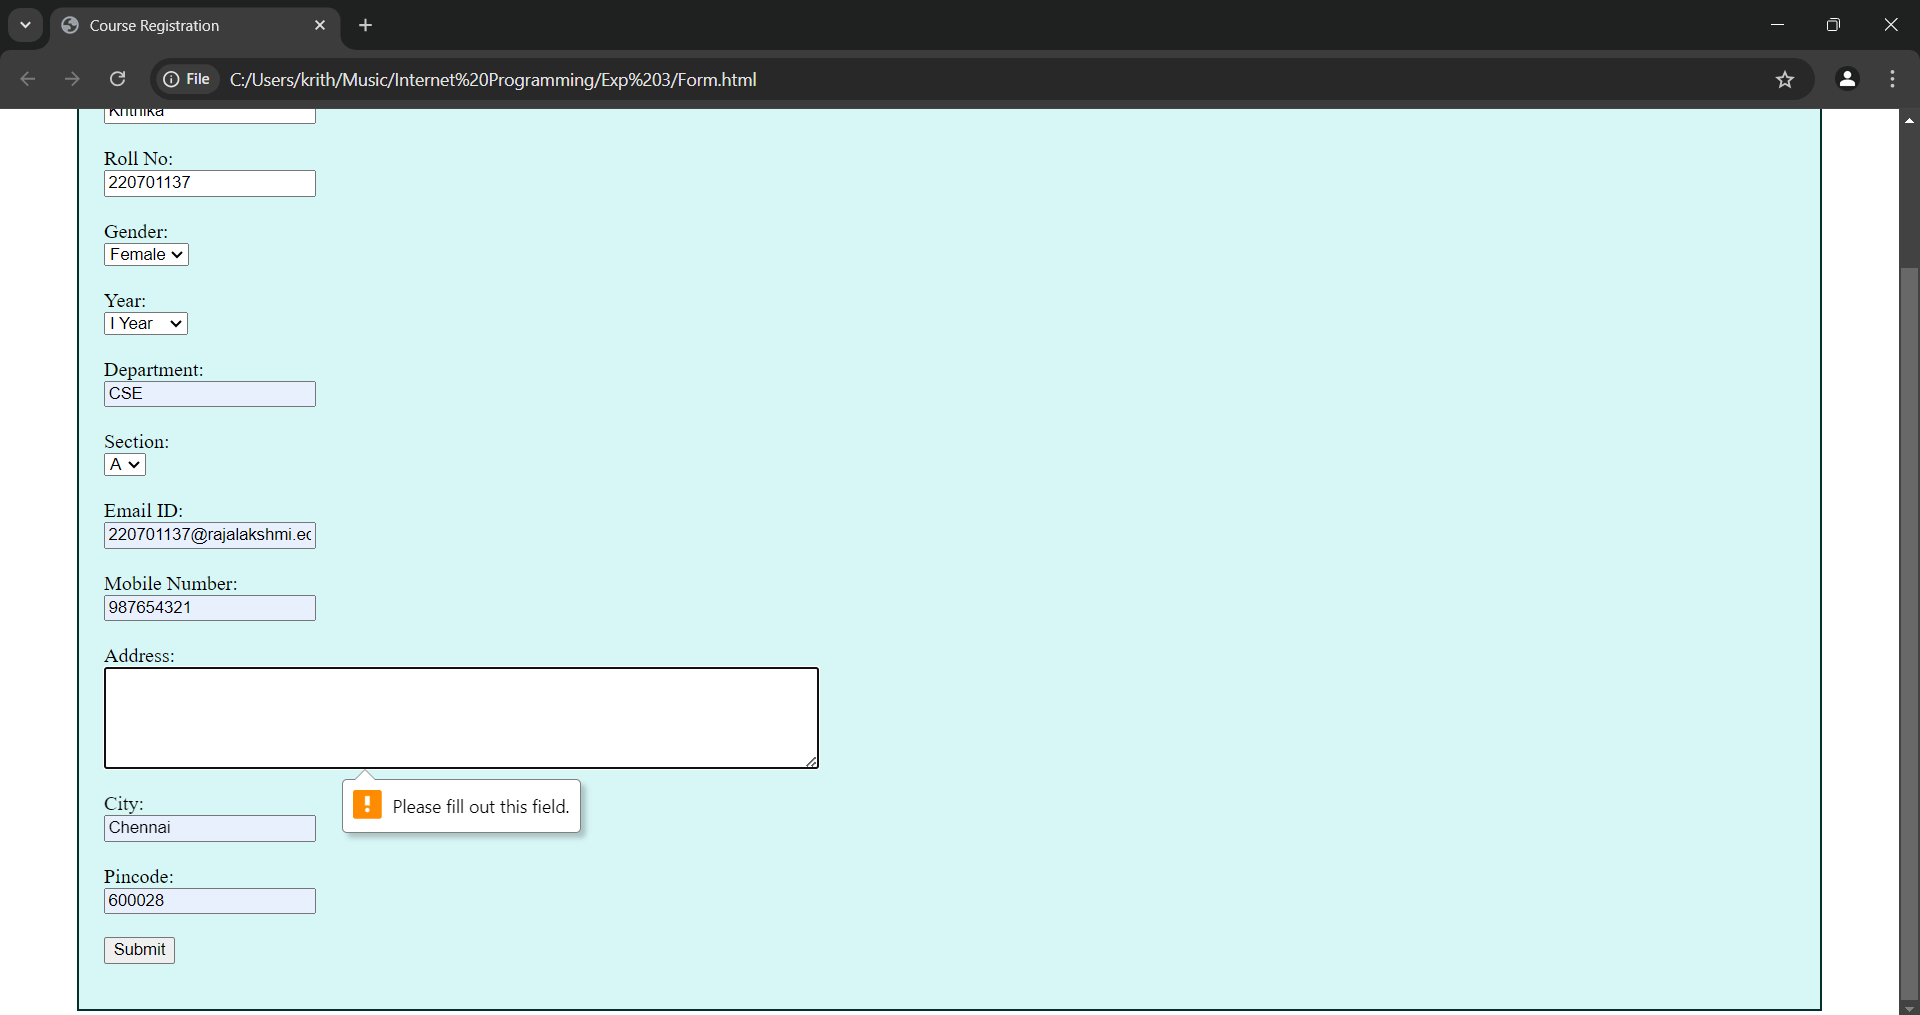 Course Registration
File
C:/Users/krith/Music/Internet%20Programming/Exp%203/Form.html
Krithika
Roll No:
220701137
Gender:
Female
Year:
I Year
Department:
CSE
Section:
A
Email ID:
220701137@rajalakshmi.ec
Mobile Number:
987654321
Address:
Please fill out this field.
City:
Chennai
Pincode:
600028
Submit